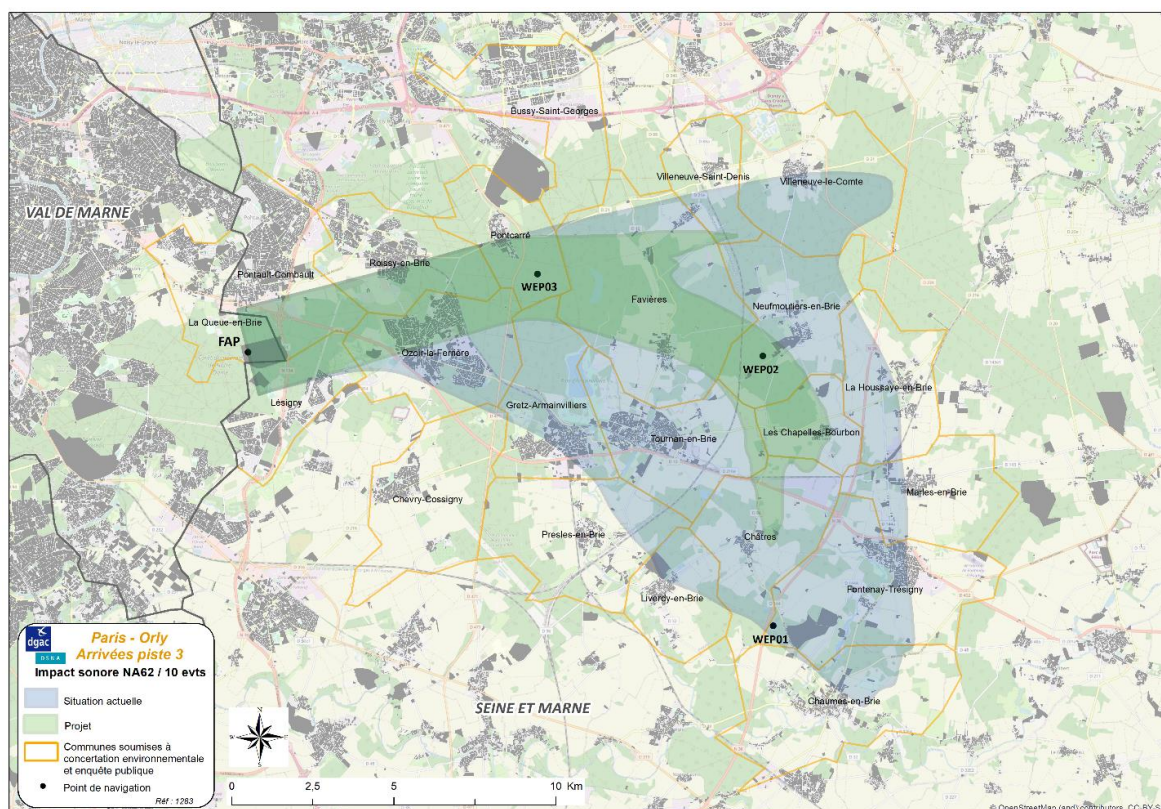 Bussy-Saint-Georges
Villeneuve-Saint-Denis
Villeneuve-le-Comte
VAL DE MARNE
Pontcarré
Roissy-en-Brie
Pontault-Combault
WEP03
Favières
Neufmoutiers-en-Brie
La Queue-en-Brie
FAP
Ozoir-la-Ferrière
WEP02
La Houssaye-en-Brie
Lésigny
Gretz-Armainvilliers
Tournan-en-Brie
Les Chapelles-Bourbon
Chevry-Cossigny
Marles-en-Brie
Presles-en-Brie
Châtres
Fontenay-Trésigny
Liverdy-en-Brie
WEP01
Chaumes-en-Brie
SEINE ET MARNE
dgac
DSNA
Paris - Orly
Arrivées piste 3
Impact sonore NA62 / 10 evts
Situation actuelle
Projet
Communes soumises à
concertation environnementale
et enquête publique
Point de navigation
Réf : 1283
N
0 2,5 5 10 Km
© OpenStreetMap (and) contributors, CC-BY-S